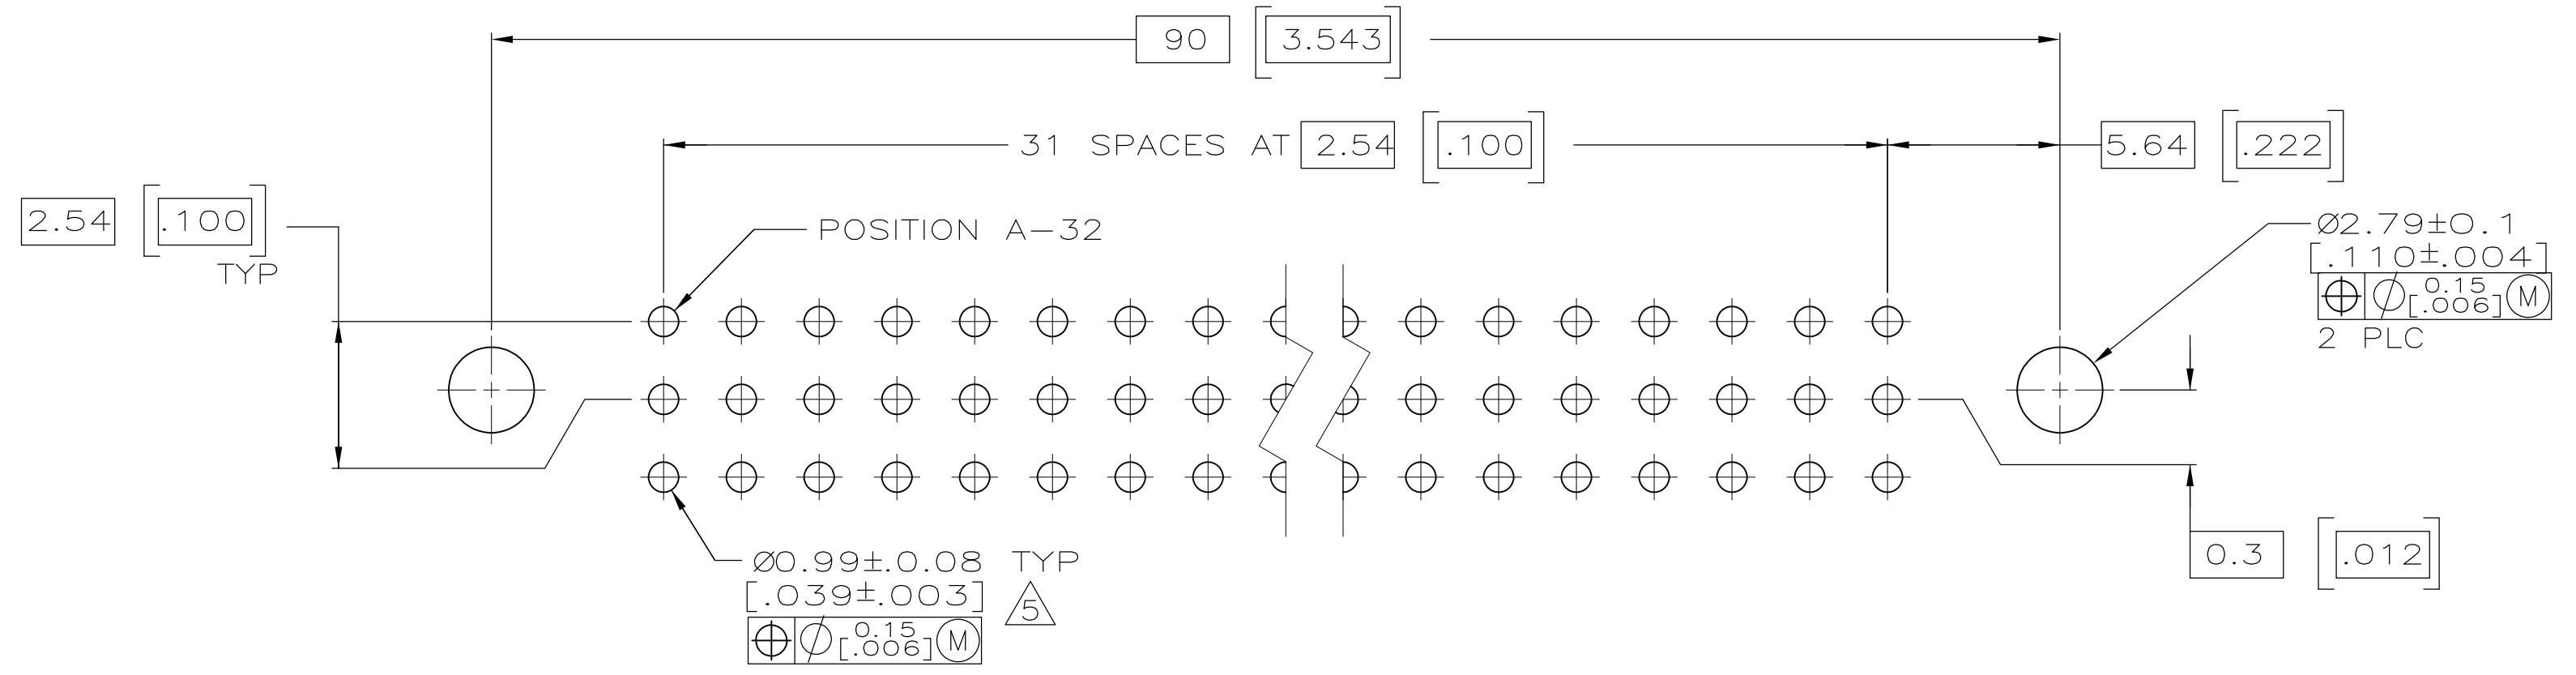 90 [3.543]
31 SPACES AT 2.54 [.100]
5.64 [.222]
2.54 [.100]
TYP
POSITION A-32
Ø2.79±0.1
[.110±.004]
⌖ ∅ 0.15 [.006] Ⓜ
2 PLC
Ø0.99±0.08 TYP
[.039±.003]
5
⌖ ∅ 0.15 [.006] Ⓜ
0.3 [.012]